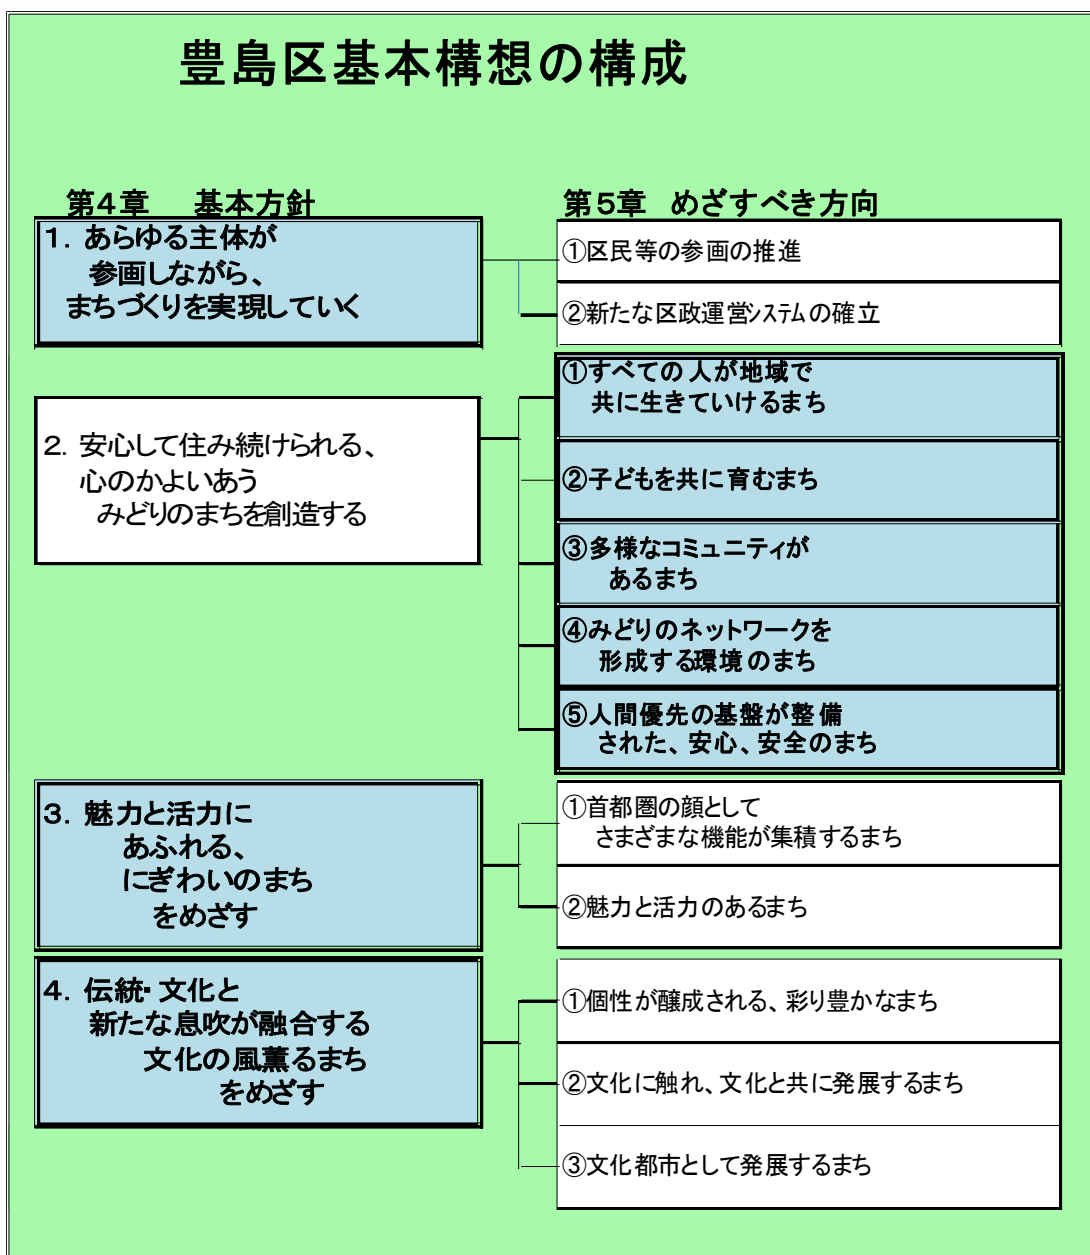 豊島区基本構想の構成
第4章 基本方針
第5章 めざすべき方向
1．あらゆる主体が
参画しながら、
まちづくりを実現していく
①区民等の参画の推進
②新たな区政運営システムの確立
2．安心して住み続けられる、
心のかよいあう
みどりのまちを創造する
①すべての人が地域で
共に生きていけるまち
②子どもを共に育むまち
③多様なコミュニティが
あるまち
④みどりのネットワークを
形成する環境のまち
⑤人間優先の基盤が整備
された、安心、安全のまち
3．魅力と活力に
あふれる、
にぎわいのまち
をめざす
①首都圏の顔として
さまざまな機能が集積するまち
②魅力と活力のあるまち
4．伝統・文化と
新たな息吹が融合する
文化の風薫るまち
をめざす
①個性が醸成される、彩り豊かなまち
②文化に触れ、文化と共に発展するまち
③文化都市として発展するまち